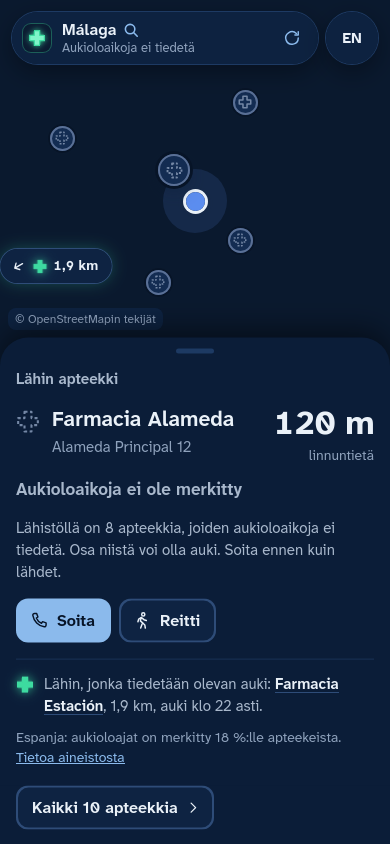 Málaga
Aukioloaikoja ei tiedetä
EN
1,9 km
© OpenStreetMapin tekijät
Lähin apteekki
Farmacia Alameda
120 m
Alameda Principal 12
linnuntietä
Aukioloaikoja ei ole merkitty
Lähistöllä on 8 apteekkia, joiden aukioloaikoja ei
tiedetä. Osa niistä voi olla auki. Soita ennen kuin
lähdet.
Soita
Reitti
Lähin, jonka tiedetään olevan auki: Farmacia
Estación, 1,9 km, auki klo 22 asti.
Espanja: aukioloajat on merkitty 18 %:lle apteekeista.
Tietoa aineistosta
Kaikki 10 apteekkia